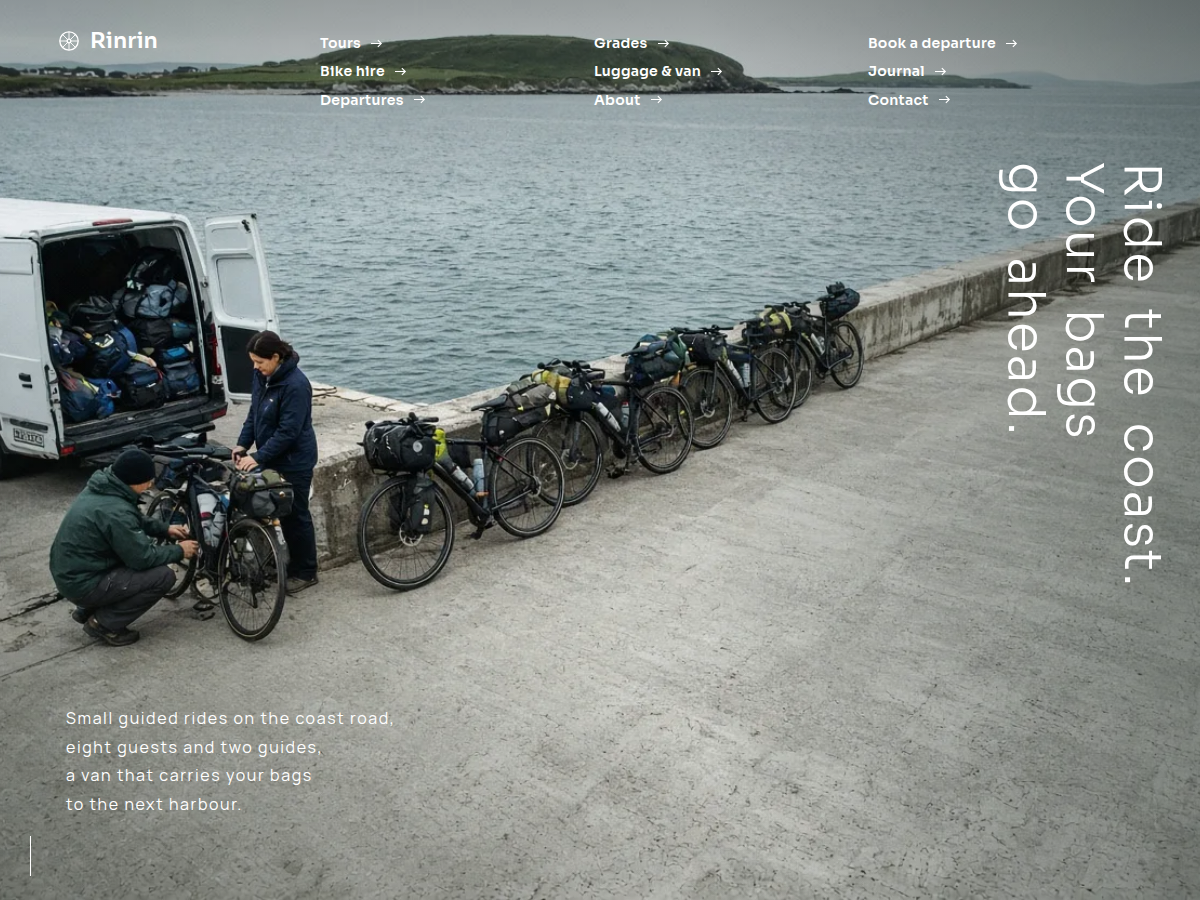 Rinrin
Tours →
Bike hire →
Departures →
Grades →
Luggage & van →
About →
Book a departure →
Journal →
Contact →
Ride the coast.
Your bags
go ahead.
Small guided rides on the coast road,
eight guests and two guides,
a van that carries your bags
to the next harbour.